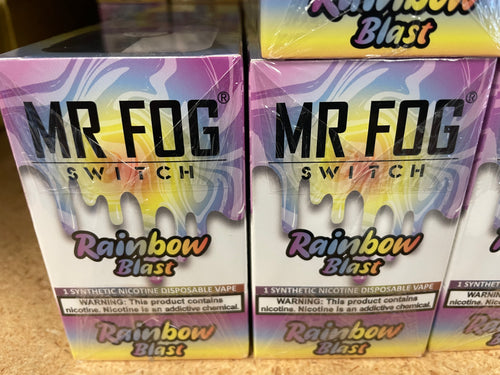 Rainbow
Blast
MR FOG®
SWITCH
Rainbow
Blast
1 SYNTHETIC NICOTINE DISPOSABLE VAPE
WARNING: This product contains
nicotine. Nicotine is an addictive chemical.
Rainbow
Blast
MR FOG®
SWITCH
Rainbow
Blast
1 SYNTHETIC NICOTINE DISPOSABLE VAPE
WARNING: This product contains
nicotine. Nicotine is an addictive chemical.
Rainbow
Blast